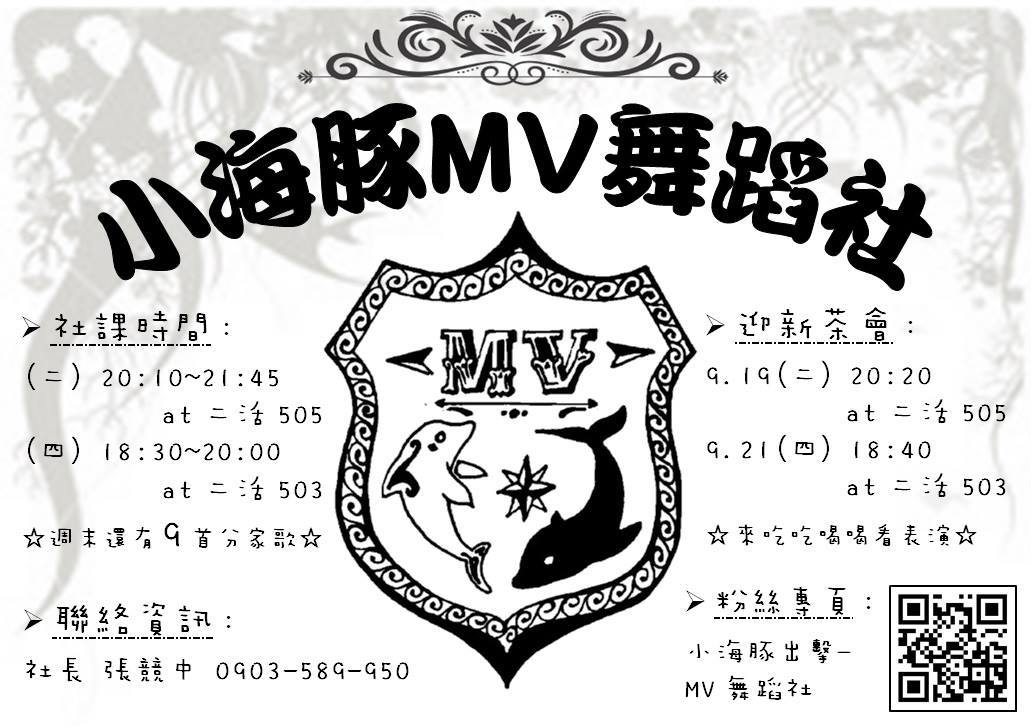 小海豚MV舞蹈社
MV
➢ 社課時間：
(二) 20:10~21:45
at 二活 505
(四) 18:30~20:00
at 二活 503
☆週末還有9首分家歌☆
➢ 聯絡資訊：
社長 張競中 0903-589-950
➢ 迎新茶會：
9.19(二) 20:20
at 二活 505
9.21(四) 18:40
at 二活 503
☆來吃吃喝喝看表演☆
➢ 粉絲專頁：
小海豚出擊—
MV 舞蹈社